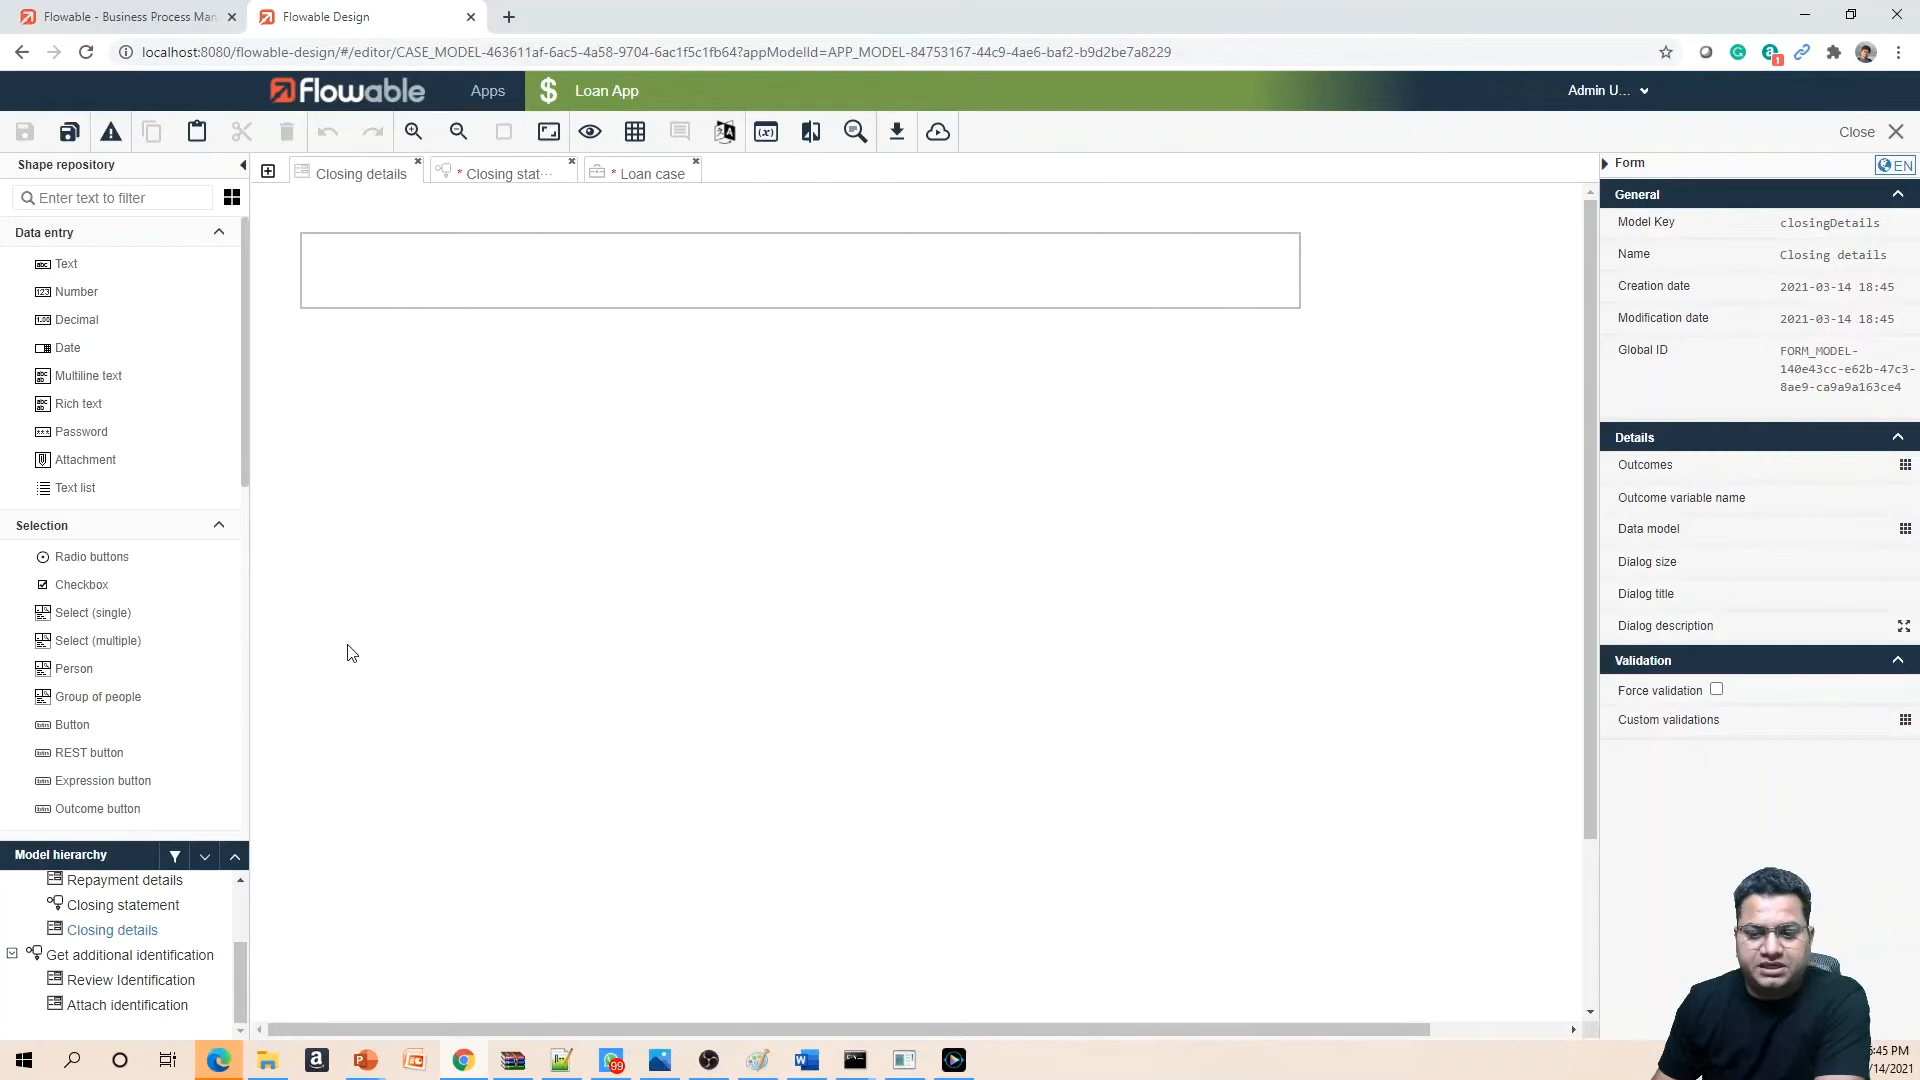 Flowable - Business Process Man
Flowable Design
localhost:8080/flowable-design/#/editor/CASE_MODEL-463611af-6ac5-4a58-9704-6ac1f5c1fb64?appModelId=APP_MODEL-84753167-44c9-4ae6-baf2-b9d2be7a8229
flowable
Apps
$ Loan App
Admin U...
Close
Shape repository
Closing details
* Closing stat···
* Loan case
Form
EN
Enter text to filter
General
Data entry
Text
Number
Decimal
Date
Multiline text
Rich text
Password
Attachment
Text list
Selection
Radio buttons
Checkbox
Select (single)
Select (multiple)
Person
Group of people
Button
REST button
Expression button
Outcome button
Model Key closingDetails
Name Closing details
Creation date 2021-03-14 18:45
Modification date 2021-03-14 18:45
Global ID FORM_MODEL-
140e43cc-e62b-47c3-
8ae9-ca9a9a163ce4
Details
Outcomes
Outcome variable name
Data model
Dialog size
Dialog title
Dialog description
Validation
Force validation
Custom validations
Model hierarchy
Repayment details
Closing statement
Closing details
Get additional identification
Review Identification
Attach identification
99
:45 PM
/14/2021